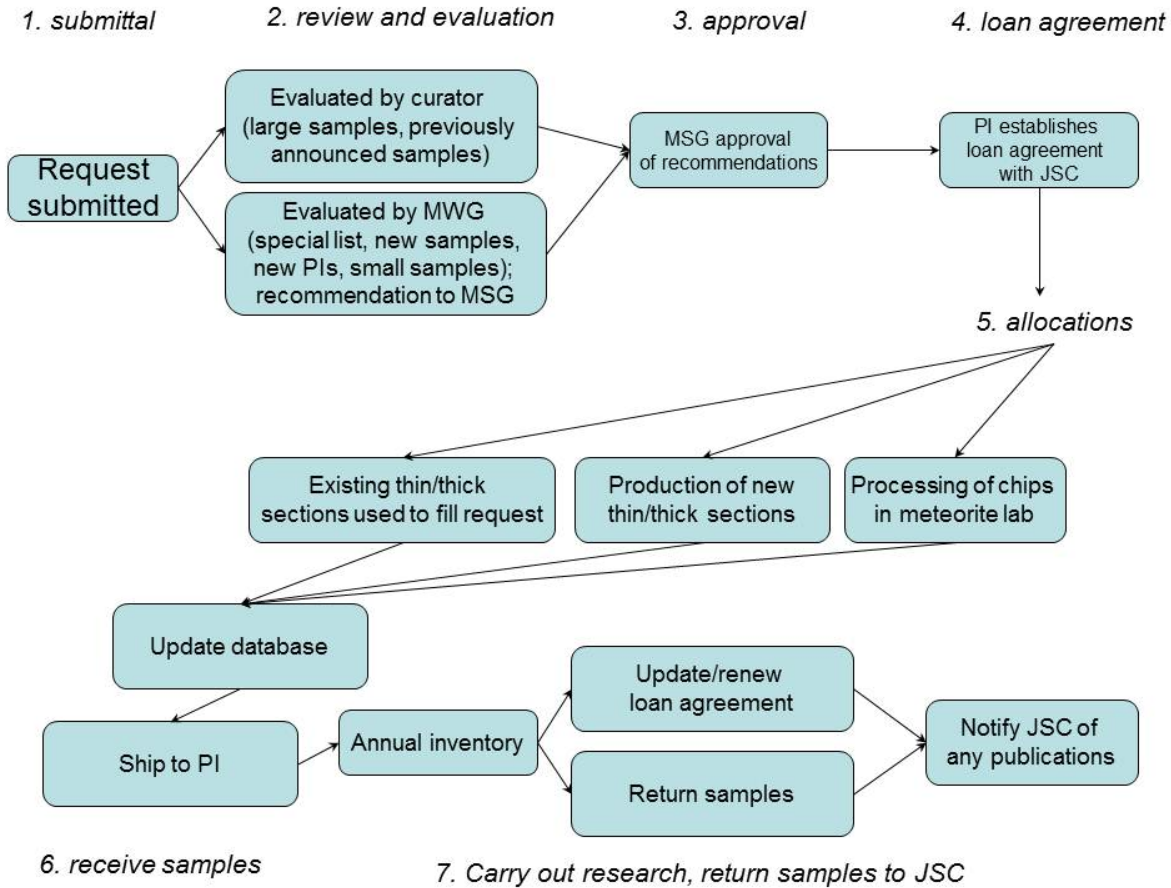 1. submittal
2. review and evaluation
3. approval
4. loan agreement
Request
submitted
Evaluated by curator
(large samples, previously
announced samples)
Evaluated by MWG
(special list, new samples,
new PIs, small samples);
recommendation to MSG
MSG approval
of recommendations
PI establishes
loan agreement
with JSC
5. allocations
Existing thin/thick
sections used to fill request
Production of new
thin/thick sections
Processing of chips
in meteorite lab
Update database
Ship to PI
Annual inventory
Update/renew
loan agreement
Return samples
Notify JSC of
any publications
6. receive samples
7. Carry out research, return samples to JSC